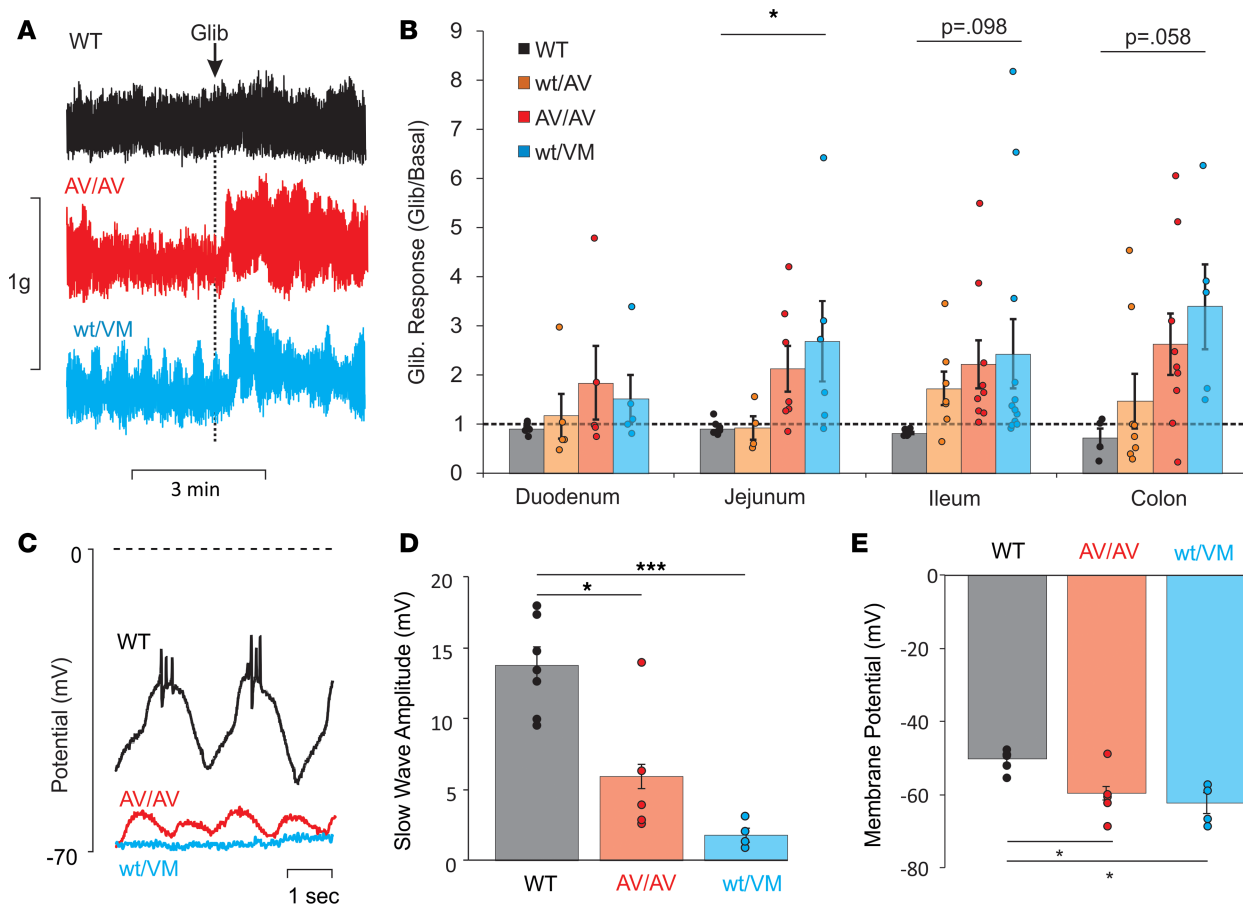 A
WT
Glib
AV/AV
1g
wt/VM
3 min
B
Glib. Response (Glib/Basal)
9
8
7
6
5
4
3
2
1
0
WT
wt/AV
AV/AV
wt/VM
*
p=.098
p=.058
Duodenum
Jejunum
Ileum
Colon
C
Potential (mV)
0
-70
WT
AV/AV
wt/VM
1 sec
D
Slow Wave Amplitude (mV)
20
15
10
5
0
***
*
WT
AV/AV
wt/VM
E
WT
AV/AV
wt/VM
Membrane Potential (mV)
0
-20
-40
-60
-80
*
*